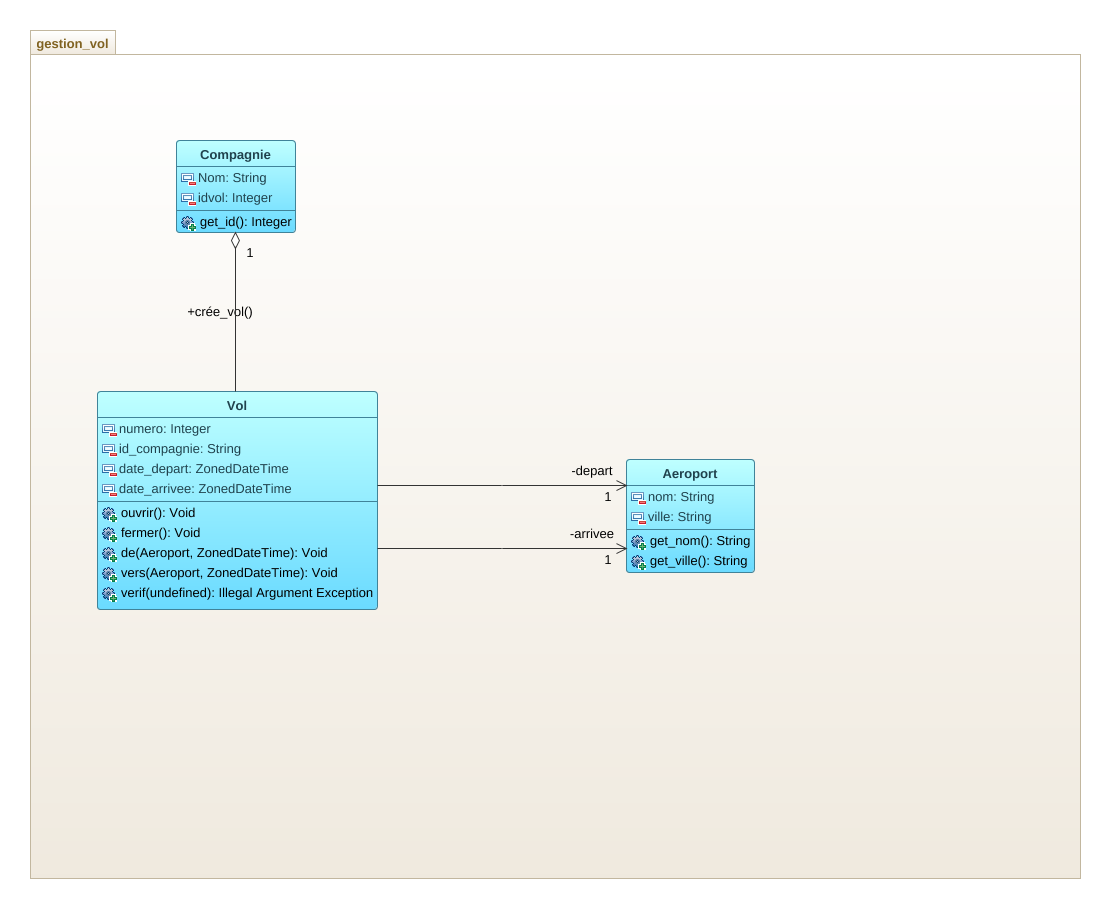 gestion_vol
Compagnie
Nom: String
idvol: Integer
get_id(): Integer
1
+crée_vol()
Vol
numero: Integer
id_compagnie: String
date_depart: ZonedDateTime
date_arrivee: ZonedDateTime
ouvrir(): Void
fermer(): Void
de(Aeroport, ZonedDateTime): Void
vers(Aeroport, ZonedDateTime): Void
verif(undefined): Illegal Argument Exception
-depart
1
-arrivee
1
Aeroport
nom: String
ville: String
get_nom(): String
get_ville(): String